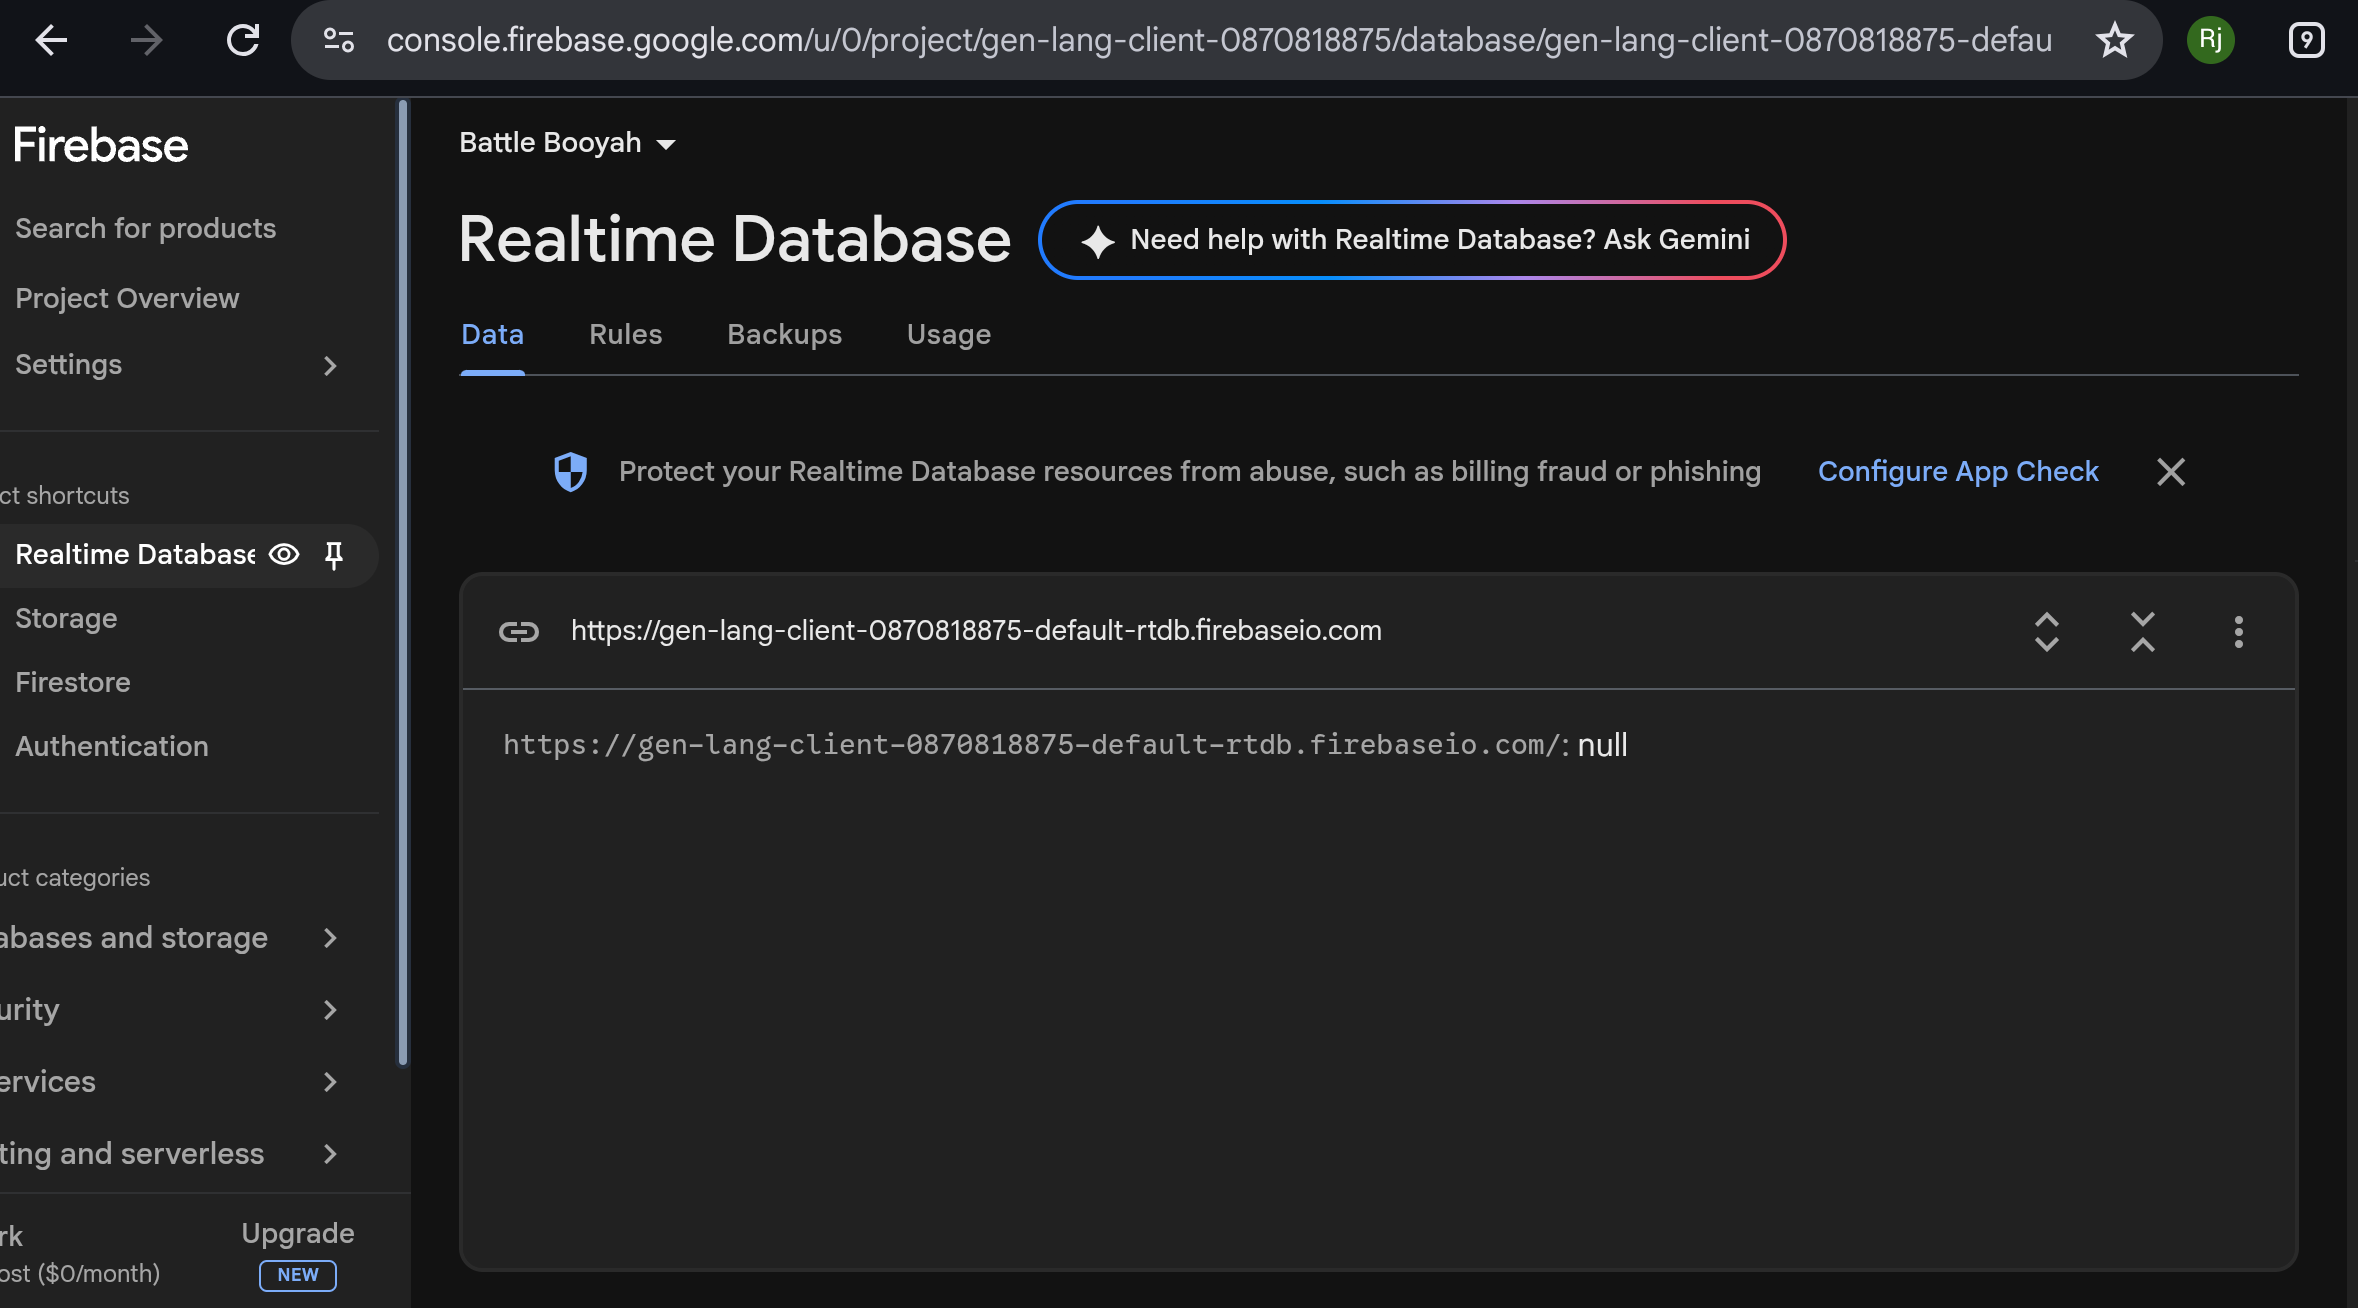 console.firebase.google.com/u/0/project/gen-lang-client-0870818875/database/gen-lang-client-0870818875-defau
Rj
9
Firebase
Search for products
Project Overview
Settings
ct shortcuts
Realtime Database
Storage
Firestore
Authentication
uct categories
abases and storage
urity
ervices
ting and serverless
rk
ost ($0/month)
Upgrade
NEW
Battle Booyah
Realtime Database
Need help with Realtime Database? Ask Gemini
Data Rules Backups Usage
Protect your Realtime Database resources from abuse, such as billing fraud or phishing Configure App Check
https://gen-lang-client-0870818875-default-rtdb.firebaseio.com
https://gen-lang-client-0870818875-default-rtdb.firebaseio.com/: null